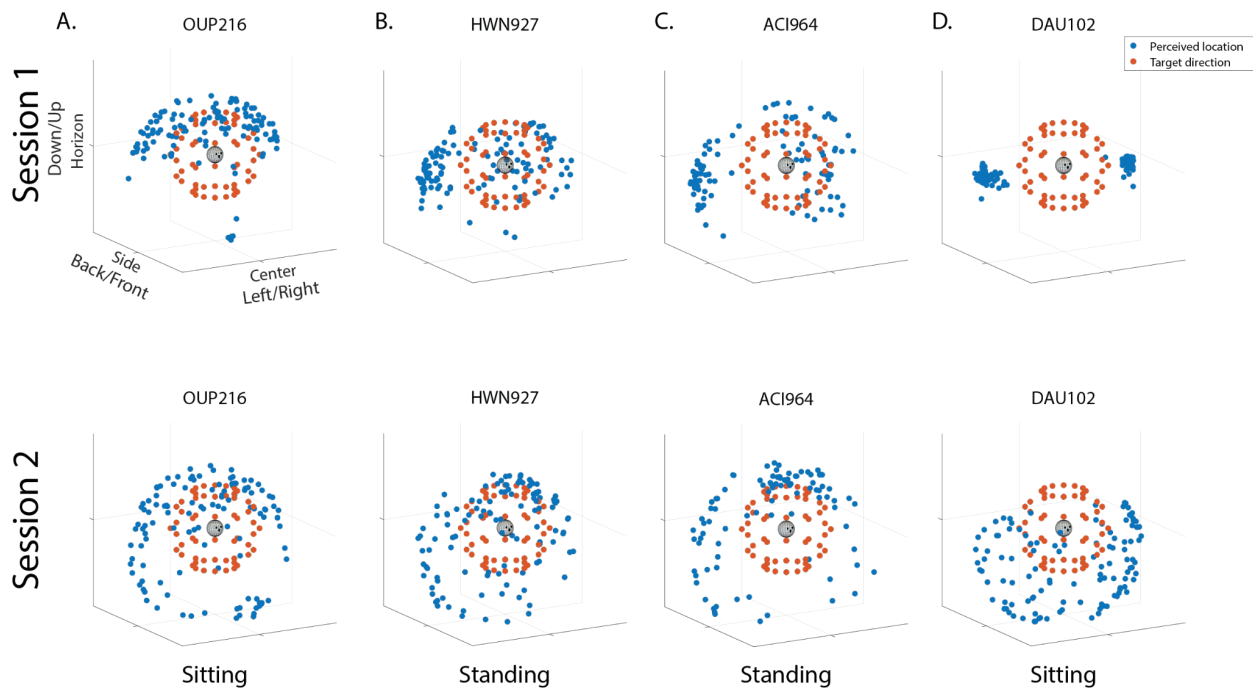 A.
OUP216
B.
HWN927
C.
ACI964
D.
DAU102
Perceived location
Target direction
Session 1
Down/Up
Horizon
Side
Back/Front
Center
Left/Right
OUP216
HWN927
ACI964
DAU102
Session 2
Sitting
Standing
Standing
Sitting